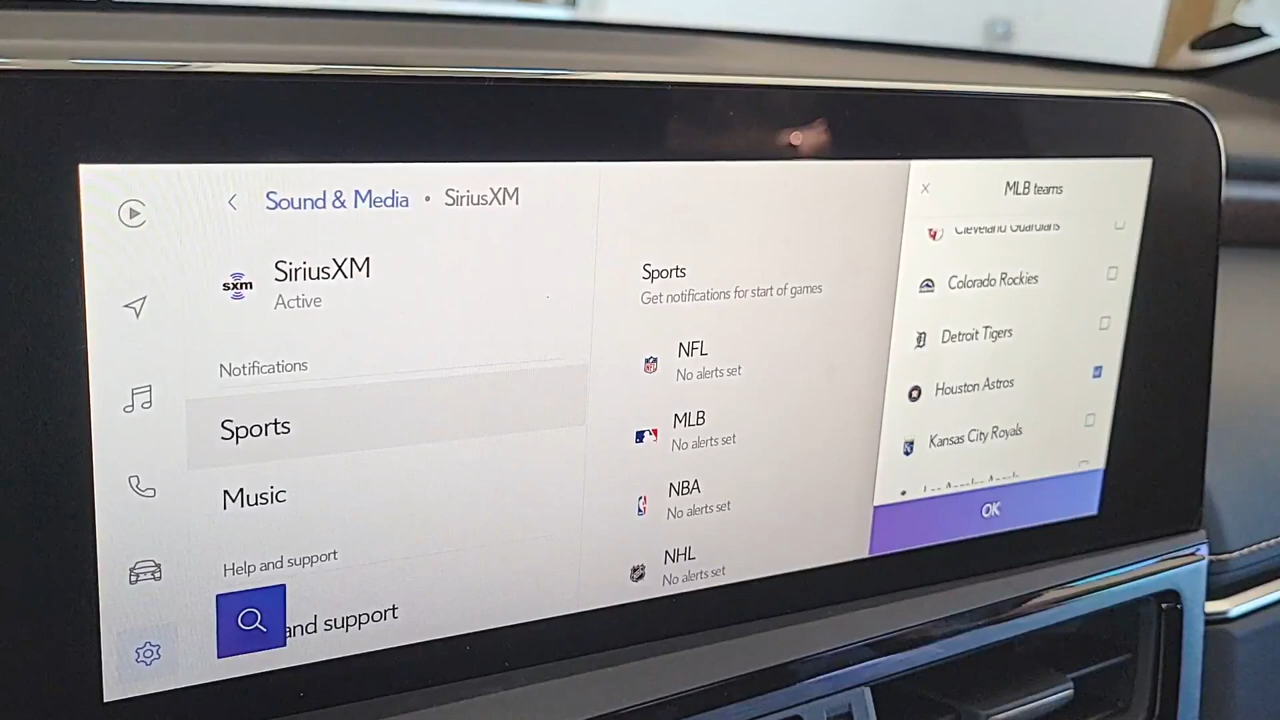 Sound & Media • SiriusXM
sxm
SiriusXM
Active
Notifications
Sports
Music
Help and support
and support
Sports
Get notifications for start of games
NFL
No alerts set
MLB
No alerts set
NBA
No alerts set
NHL
No alerts set
MLB teams
Cleveland Guardians
Colorado Rockies
Detroit Tigers
Houston Astros
Kansas City Royals
OK